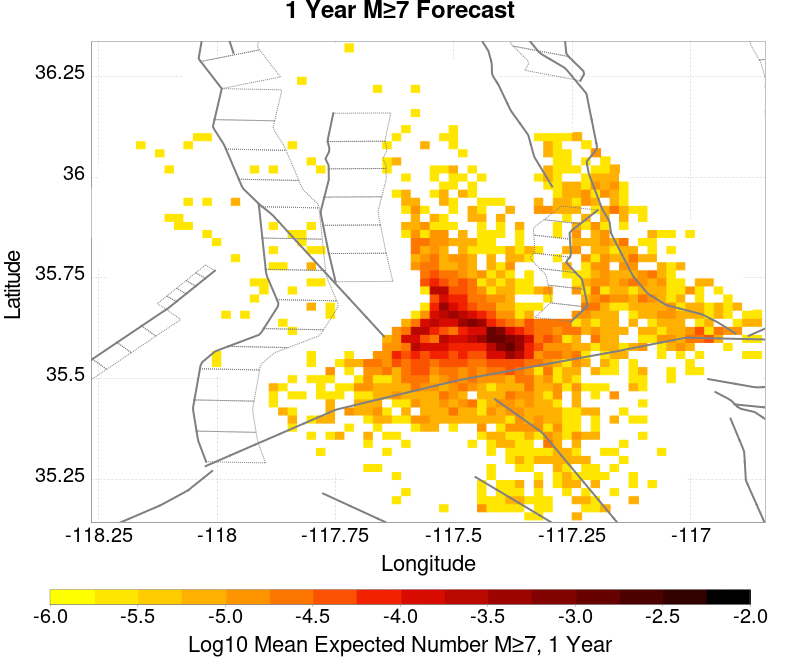 1 Year M≥7 Forecast
36.25
36
35.75
35.5
35.25
Latitude
-118.25 -118 -117.75 -117.5 -117.25 -117
Longitude
-6.0 -5.5 -5.0 -4.5 -4.0 -3.5 -3.0 -2.5 -2.0
Log10 Mean Expected Number M≥7, 1 Year